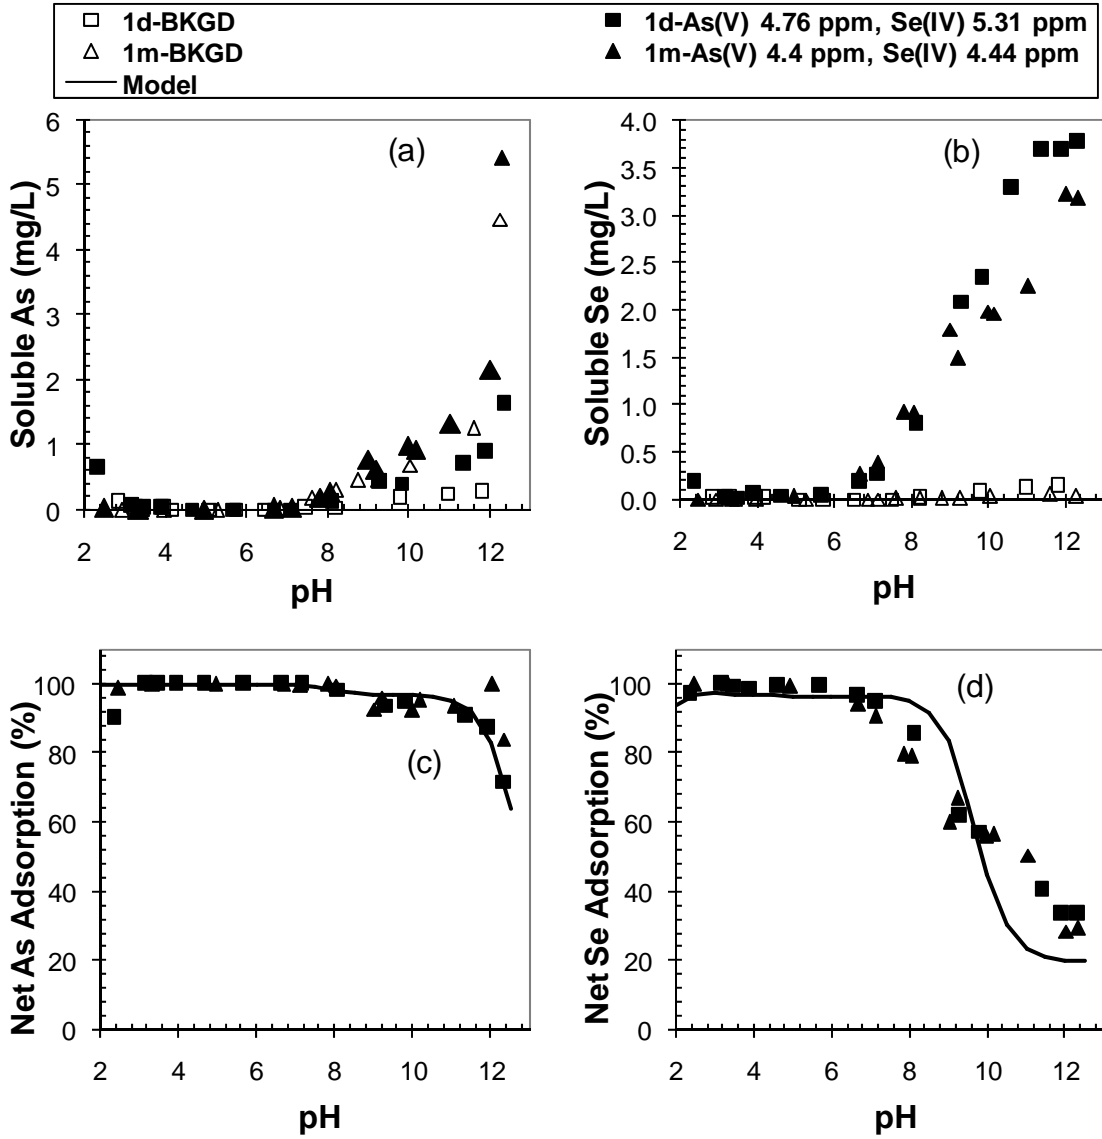 1d-BKGD
1d-As(V) 4.76 ppm, Se(IV) 5.31 ppm
1m-BKGD
1m-As(V) 4.4 ppm, Se(IV) 4.44 ppm
Model
(a)
Soluble As (mg/L)
6
5
4
3
2
1
0
2 4 6 8 10 12
pH
(b)
Soluble Se (mg/L)
4.0
3.5
3.0
2.5
2.0
1.5
1.0
0.5
0.0
2 4 6 8 10 12
pH
(c)
Net As Adsorption (%)
100
80
60
40
20
0
2 4 6 8 10 12
pH
(d)
Net Se Adsorption (%)
100
80
60
40
20
0
2 4 6 8 10 12
pH